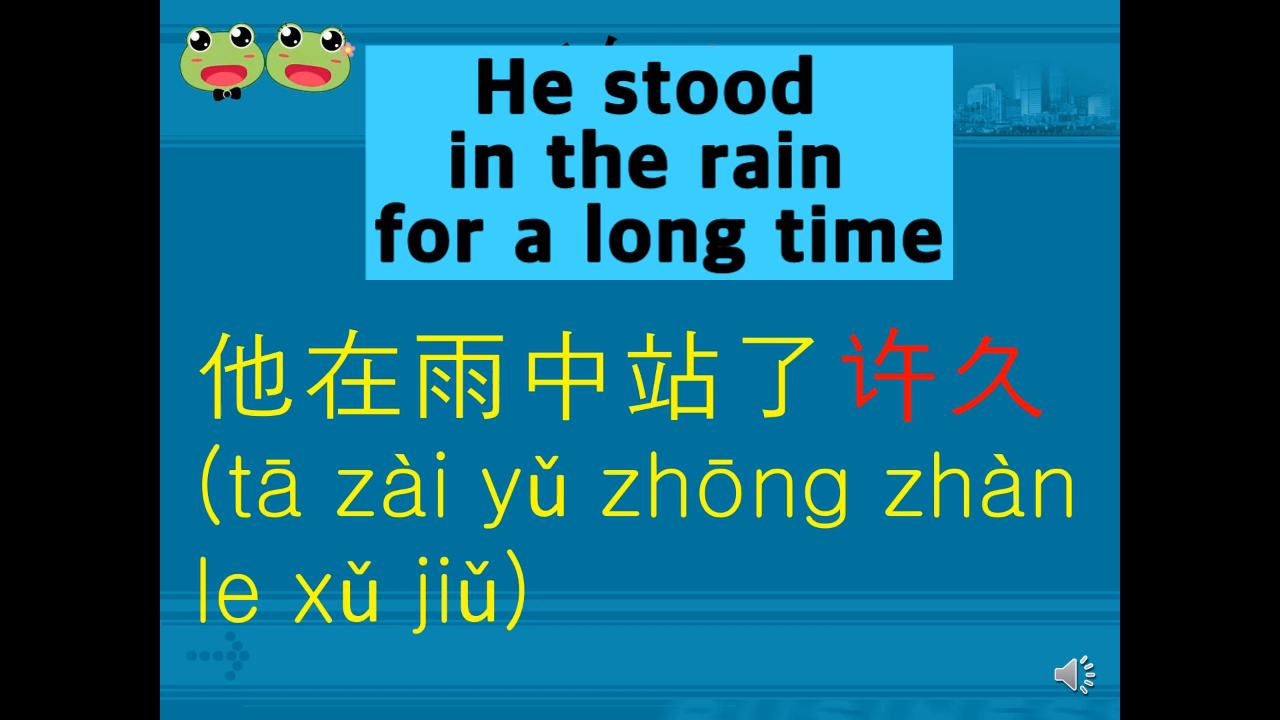 He stood
in the rain
for a long time
他在雨中站了许久
(tā zài yǔ zhōng zhàn
le xǔ jiǔ)